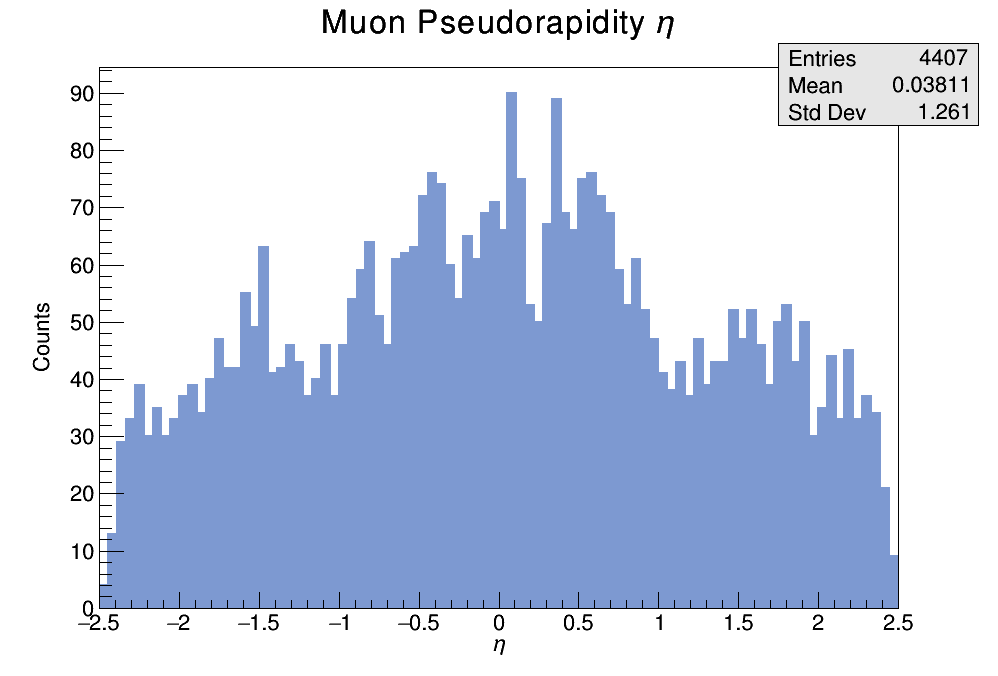 Muon Pseudorapidity η
Entries 4407
Mean 0.03811
Std Dev 1.261
90
80
70
60
50
40
30
20
10
0
Counts
−2.5 −2 −1.5 −1 −0.5 0 0.5 1 1.5 2 2.5
η